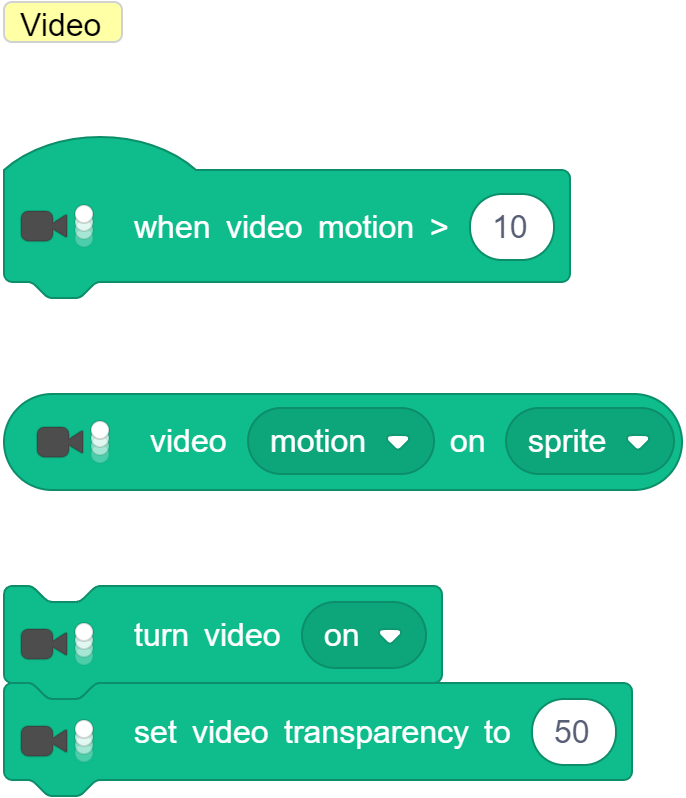 Video
when video motion > 10
video motion on sprite
turn video on
set video transparency to 50